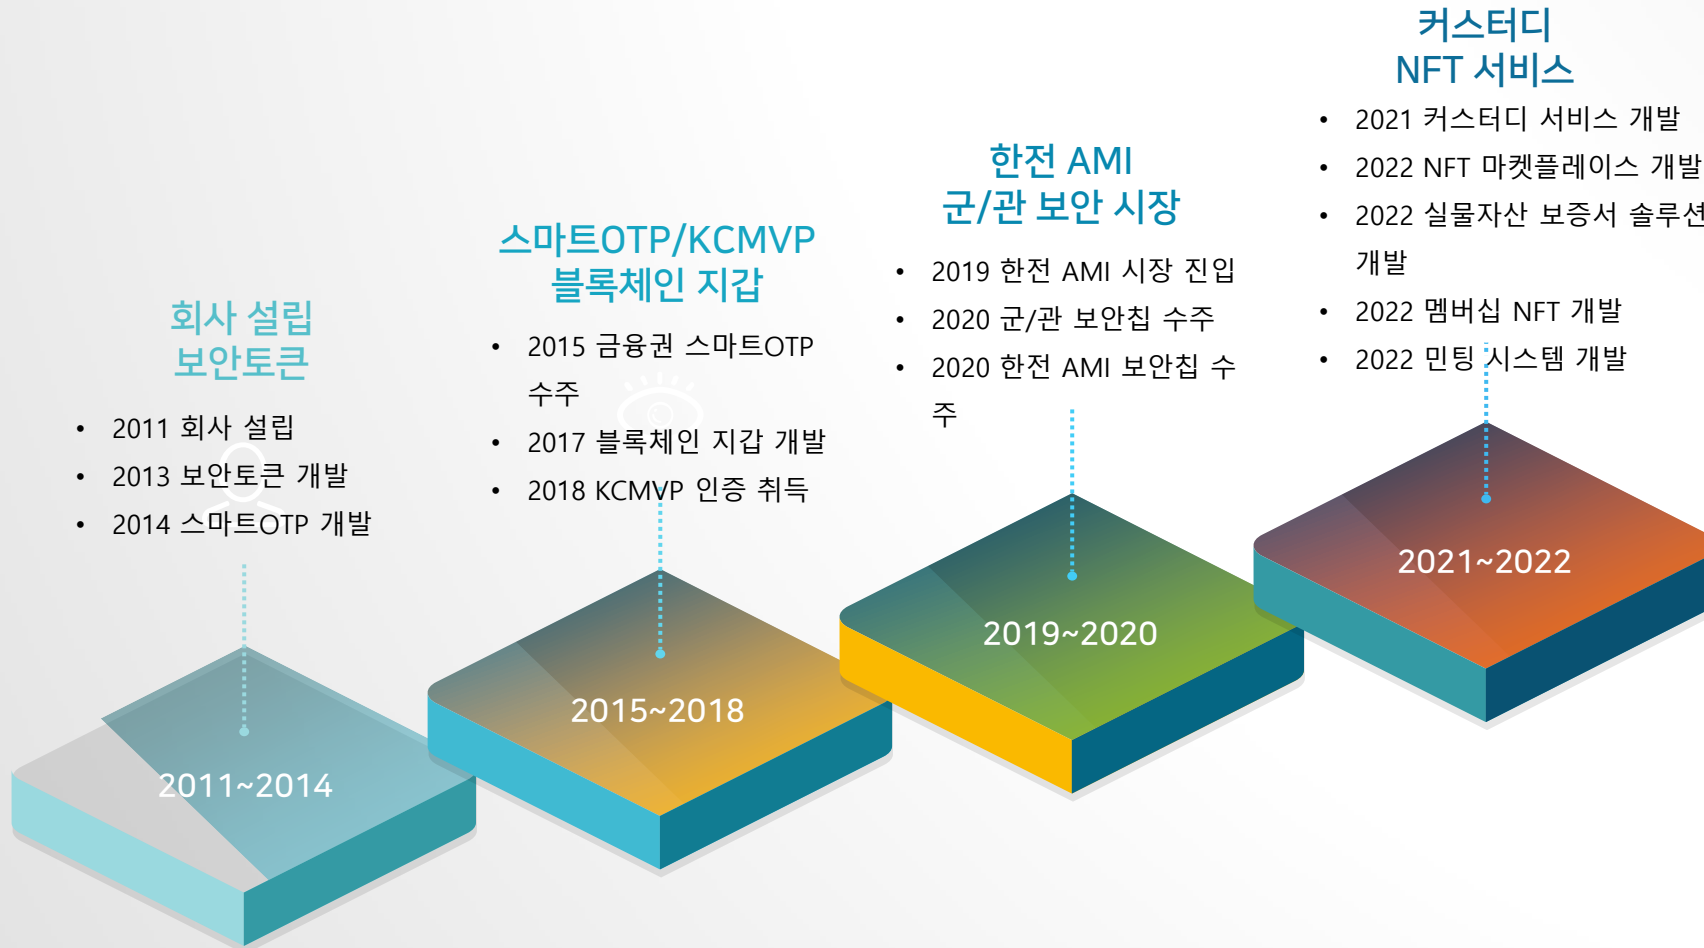 회사 설립
보안토큰
• 2011 회사 설립
• 2013 보안토큰 개발
• 2014 스마트OTP 개발
2011~2014
스마트OTP/KCMVP
블록체인 지갑
• 2015 금융권 스마트OTP
수주
• 2017 블록체인 지갑 개발
• 2018 KCMVP 인증 취득
2015~2018
한전 AMI
군/관 보안 시장
• 2019 한전 AMI 시장 진입
• 2020 군/관 보안칩 수주
• 2020 한전 AMI 보안칩 수
주
2019~2020
커스터디
NFT 서비스
• 2021 커스터디 서비스 개발
• 2022 NFT 마켓플레이스 개발
• 2022 실물자산 보증서 솔루션
개발
• 2022 멤버십 NFT 개발
• 2022 민팅 시스템 개발
2021~2022